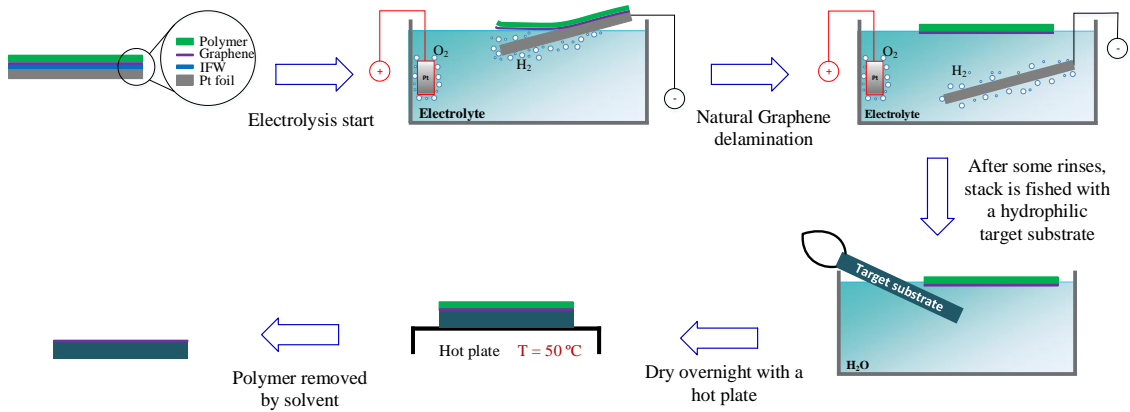 Polymer
Graphene
IFW
Pt foil
Electrolysis start
+
O₂
Pt
H₂
Electrolyte
-
Natural Graphene
delamination
+
O₂
Pt
H₂
Electrolyte
-
After some rinses,
stack is fished with
a hydrophilic
target substrate
Target substrate
H₂O
Dry overnight with a
hot plate
Hot plate T = 50 ºC
Polymer removed
by solvent